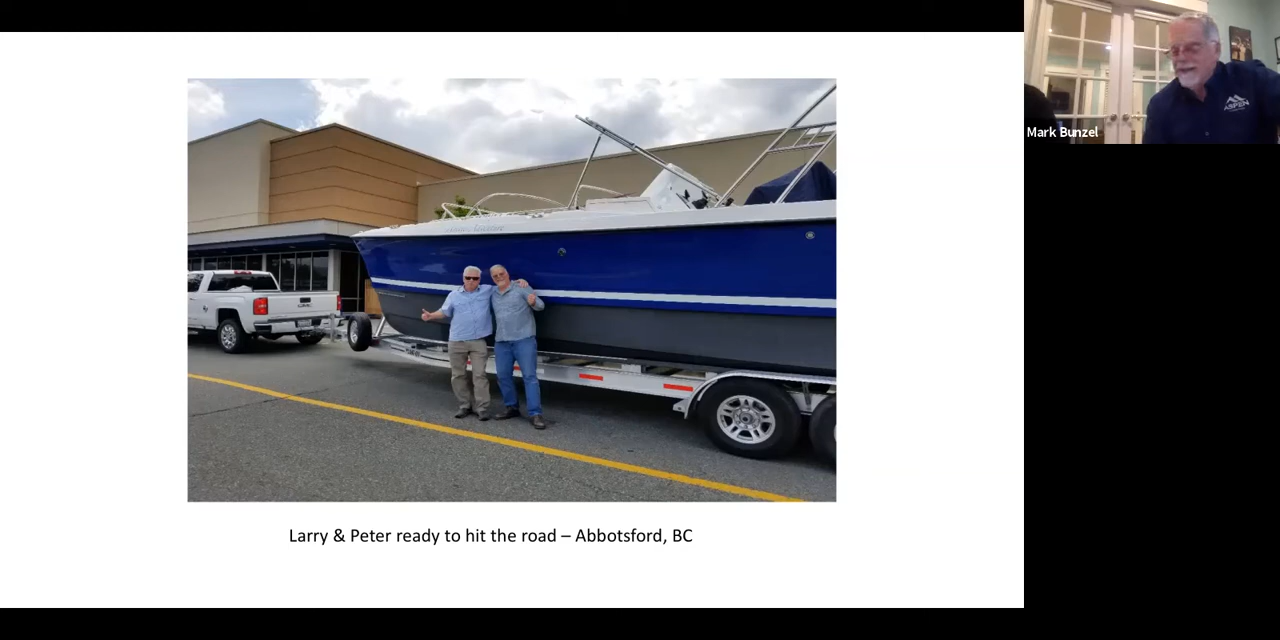 ASPEN
Mark Bunzel
Larry & Peter ready to hit the road – Abbotsford, BC